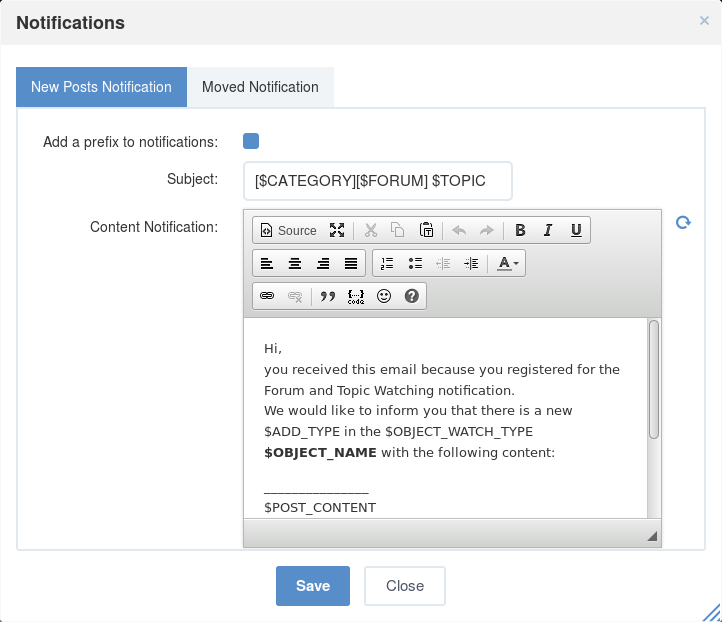 Notifications
New Posts Notification
Moved Notification
Add a prefix to notifications:
Subject:
[$CATEGORY][$FORUM] $TOPIC
Content Notification:
Source
B I U
A
Hi,
you received this email because you registered for the
Forum and Topic Watching notification.
We would like to inform you that there is a new
$ADD_TYPE in the $OBJECT_WATCH_TYPE
$OBJECT_NAME with the following content:
_______________
$POST_CONTENT
Save
Close